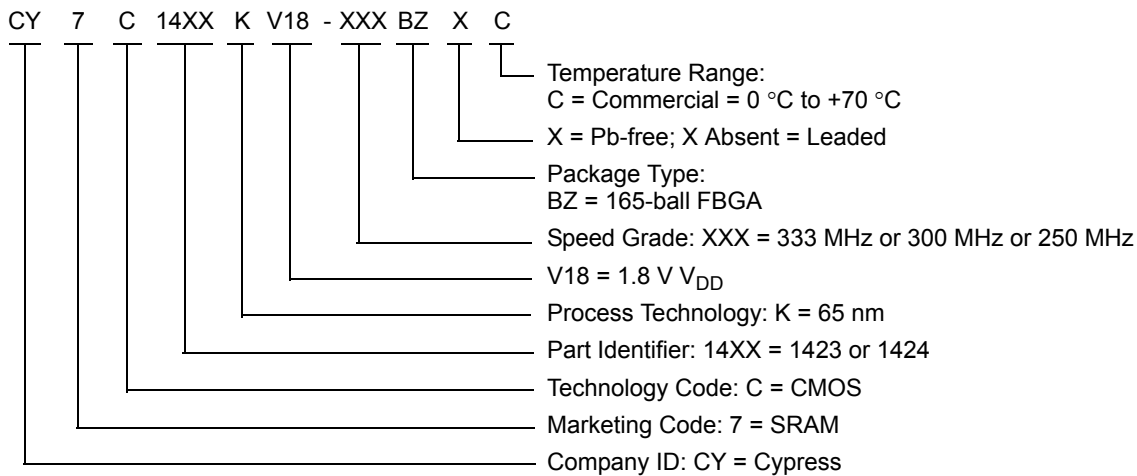 CY 7 C 14XX K V18 - XXX BZ X C
Temperature Range:
C = Commercial = 0 °C to +70 °C
X = Pb-free; X Absent = Leaded
Package Type:
BZ = 165-ball FBGA
Speed Grade: XXX = 333 MHz or 300 MHz or 250 MHz
V18 = 1.8 V VDD
Process Technology: K = 65 nm
Part Identifier: 14XX = 1423 or 1424
Technology Code: C = CMOS
Marketing Code: 7 = SRAM
Company ID: CY = Cypress